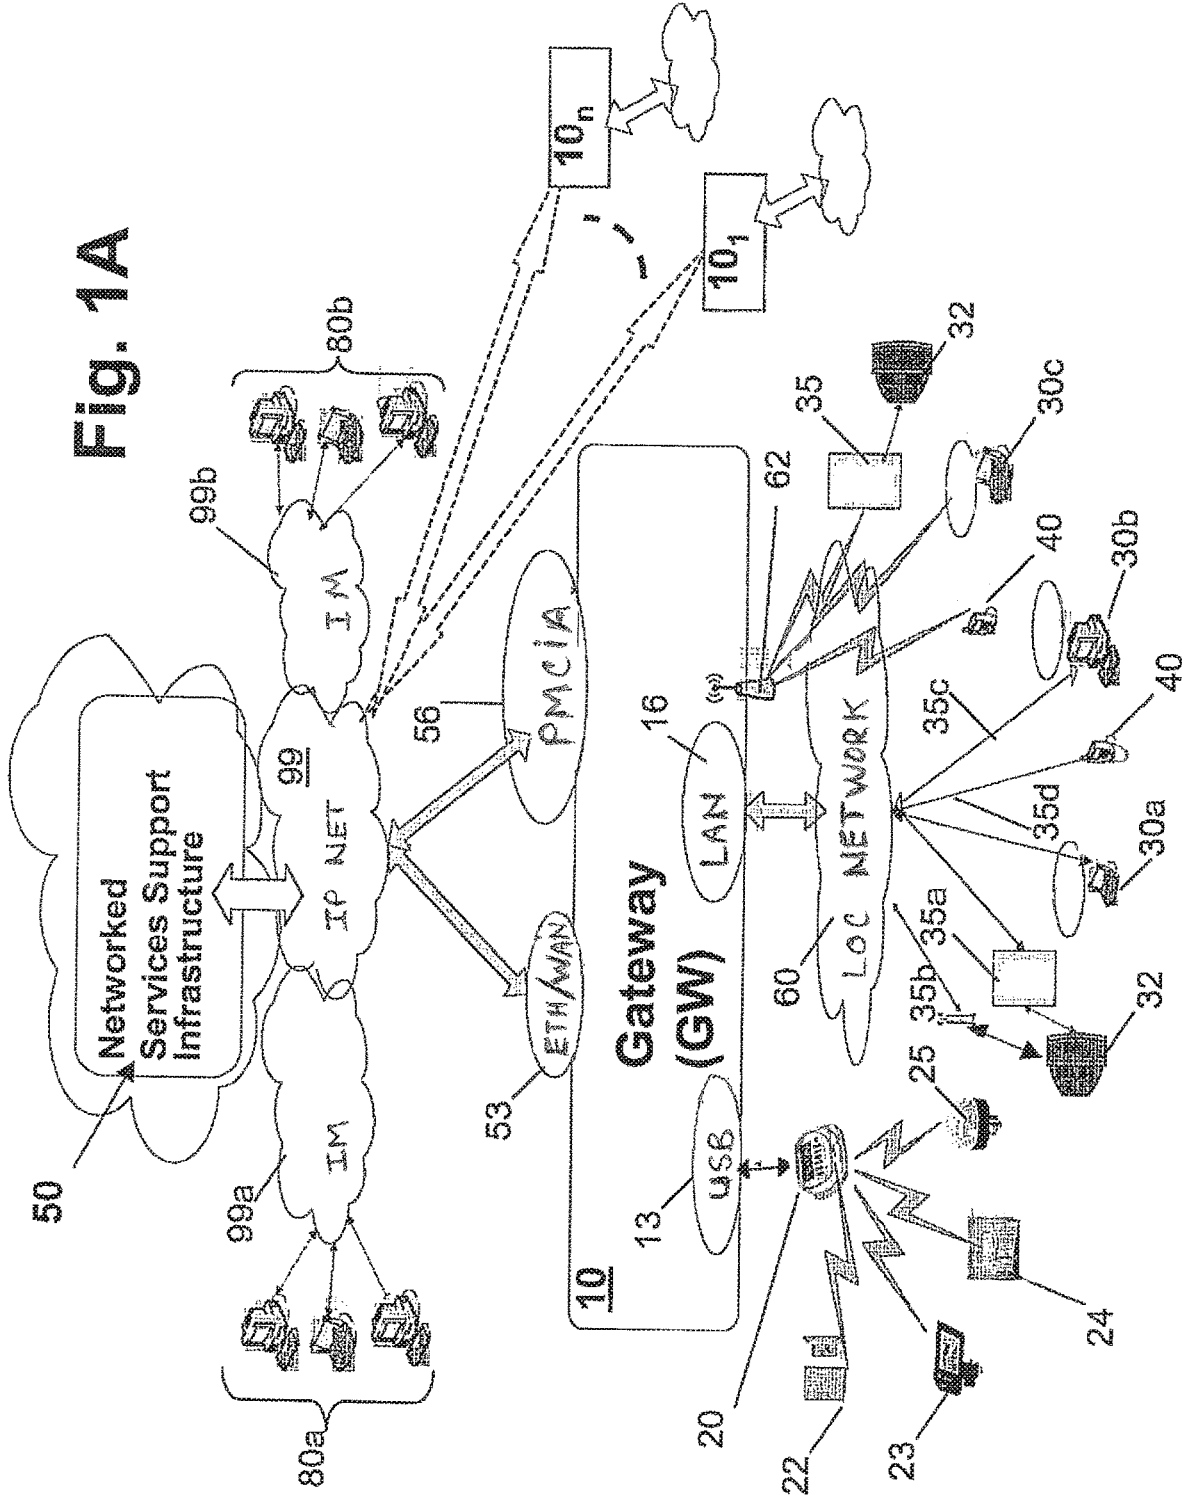 Fig. 1A
50
Networked
Services Support
Infrastructure
99a
99b
80a
80b
IM
IP NET
99
IM
53
56
ETH/WAN
PMCIA
10n
101
10
Gateway
(GW)
13
USB
LAN
16
62
35
32
20
60
LOC NETWORK
22
23
24
25
35b
35a
35d
35c
32
30a
40
30b
40
30c